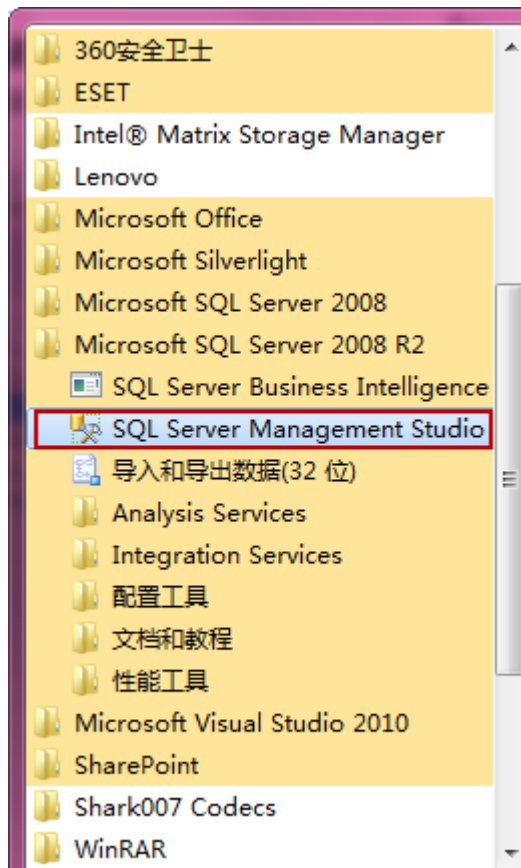 360安全卫士
ESET
Intel® Matrix Storage Manager
Lenovo
Microsoft Office
Microsoft Silverlight
Microsoft SQL Server 2008
Microsoft SQL Server 2008 R2
SQL Server Business Intelligence
SQL Server Management Studio
导入和导出数据(32 位)
Analysis Services
Integration Services
配置工具
文档和教程
性能工具
Microsoft Visual Studio 2010
SharePoint
Shark007 Codecs
WinRAR